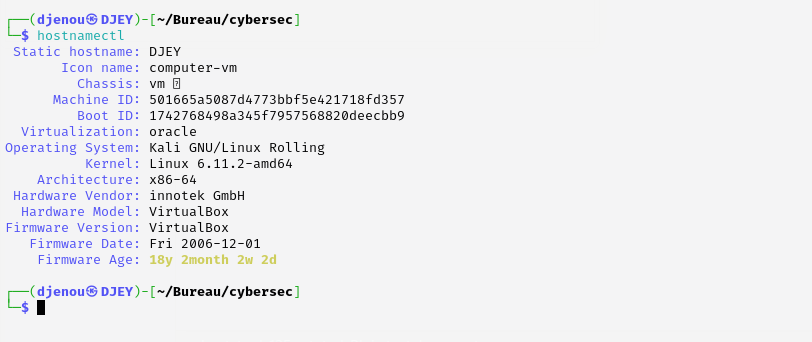 ┌──(djenou㉿DJEY)-[~/Bureau/cybersec]
└─$ hostnamectl
Static hostname: DJEY
Icon name: computer-vm
Chassis: vm
Machine ID: 501665a5087d4773bbf5e421718fd357
Boot ID: 1742768498a345f7957568820deecbb9
Virtualization: oracle
Operating System: Kali GNU/Linux Rolling
Kernel: Linux 6.11.2-amd64
Architecture: x86-64
Hardware Vendor: innotek GmbH
Hardware Model: VirtualBox
Firmware Version: VirtualBox
Firmware Date: Fri 2006-12-01
Firmware Age: 18y 2month 2w 2d
┌──(djenou㉿DJEY)-[~/Bureau/cybersec]
└─$